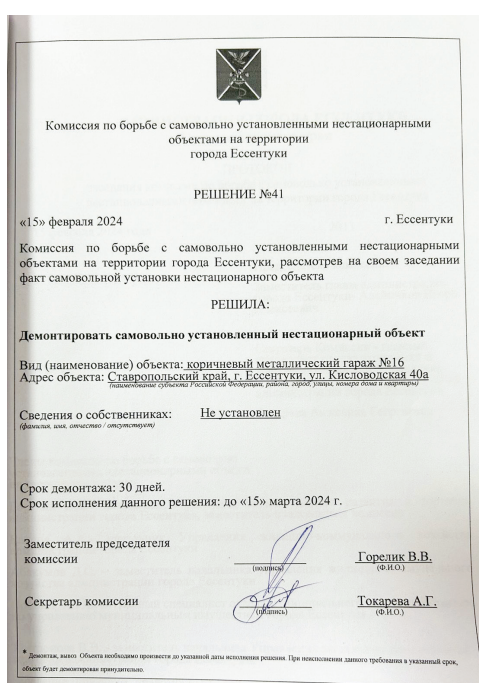 Комиссия по борьбе с самовольно установленными нестационарными
объектами на территории
города Ессентуки
РЕШЕНИЕ №41
«15» февраля 2024 г. Ессентуки
Комиссия по борьбе с самовольно установленными нестационарными
объектами на территории города Ессентуки, рассмотрев на своем заседании
факт самовольной установки нестационарного объекта
РЕШИЛА:
Демонтировать самовольно установленный нестационарный объект
Вид (наименование) объекта: коричневый металлический гараж №16
Адрес объекта: Ставропольский край, г. Ессентуки, ул. Кисловодская 40а
(наименование субъекта Российской Федерации, района, город, улицы, номера дома и квартиры)
Сведения о собственниках: Не установлен
(фамилия, имя, отчество / отсутствует)
Срок демонтажа: 30 дней.
Срок исполнения данного решения: до «15» марта 2024 г.
Заместитель председателя
комиссии Горелик В.В.
(подпись) (Ф.И.О.)
Секретарь комиссии Токарева А.Г.
(подпись) (Ф.И.О.)
* Демонтаж, вывоз Объекта необходимо произвести до указанной даты исполнения решения. При неисполнении данного требования в указанный срок,
объект будет демонтирован принудительно.